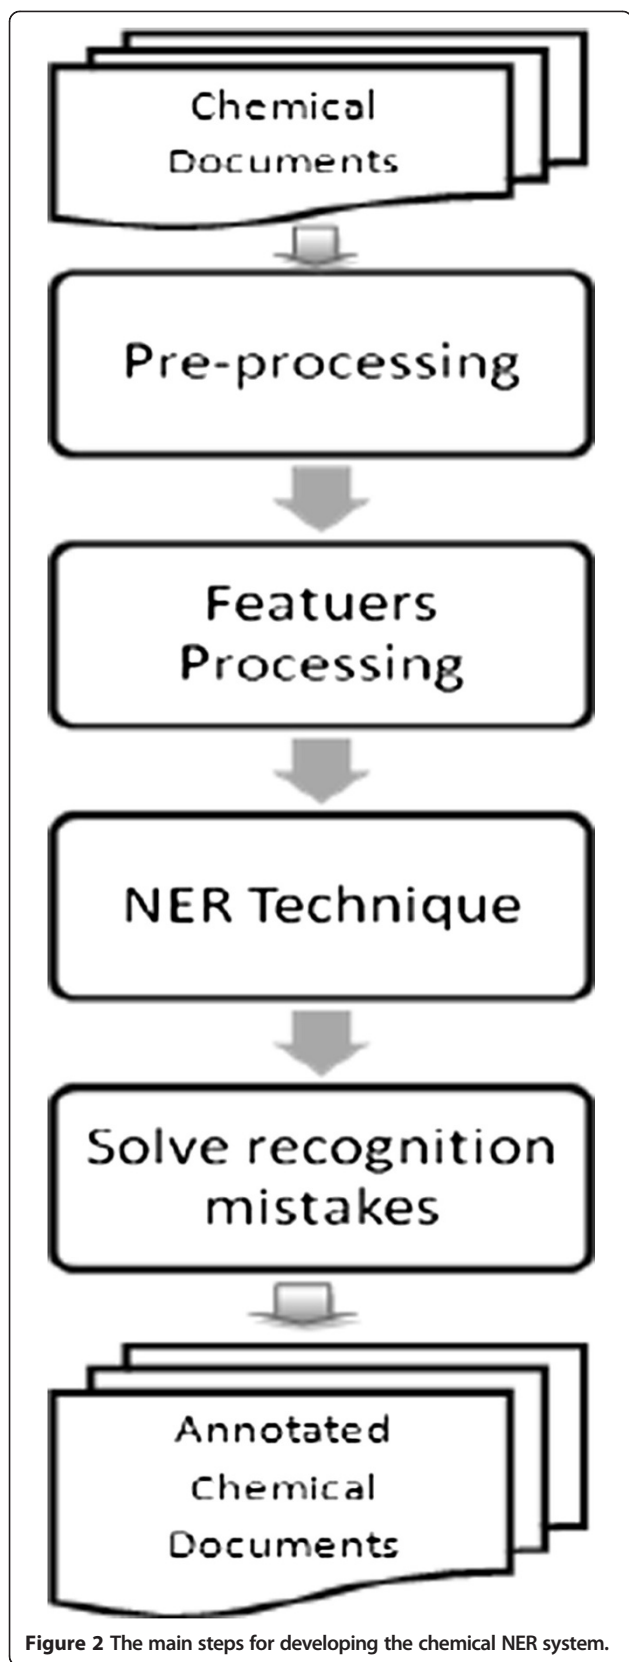 Chemical
Documents
Pre-processing
Featuers
Processing
NER Technique
Solve recognition
mistakes
Annotated
Chemical
Documents
Figure 2 The main steps for developing the chemical NER system.